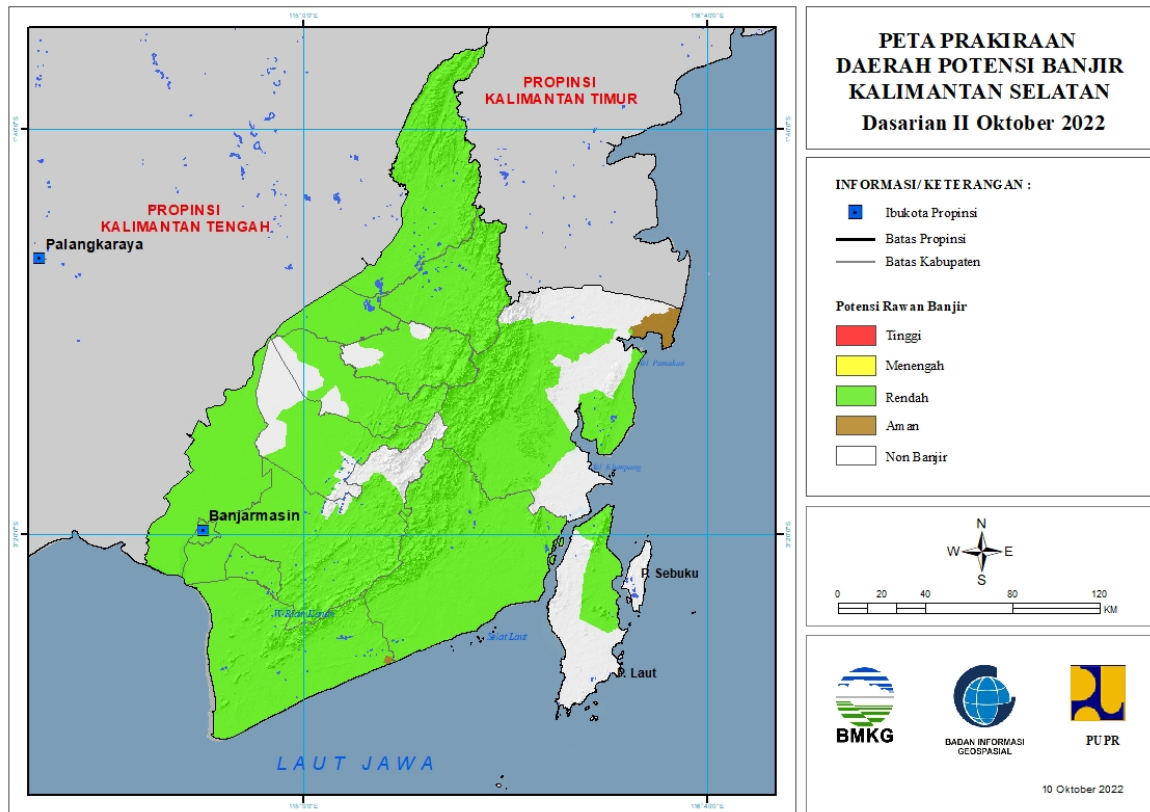 PETA PRAKIRAAN
DAERAH POTENSI BANJIR
KALIMANTAN SELATAN
Dasarian II Oktober 2022
INFORMASI/ KETERANGAN :
Ibukota Propinsi
Batas Propinsi
Batas Kabupaten
Potensi Rawan Banjir
Tinggi
Menengah
Rendah
Aman
Non Banjir
N
W E
S
0 20 40 80 120
KM
BMKG
BADAN INFORMASI
GEOSPASIAL
PUPR
10 Oktober 2022
PROPINSI
KALIMANTAN TIMUR
PROPINSI
KALIMANTAN TENGAH
Palangkaraya
Banjarmasin
P. Sebuku
P. Laut
Selat Laut
LAUT JAWA